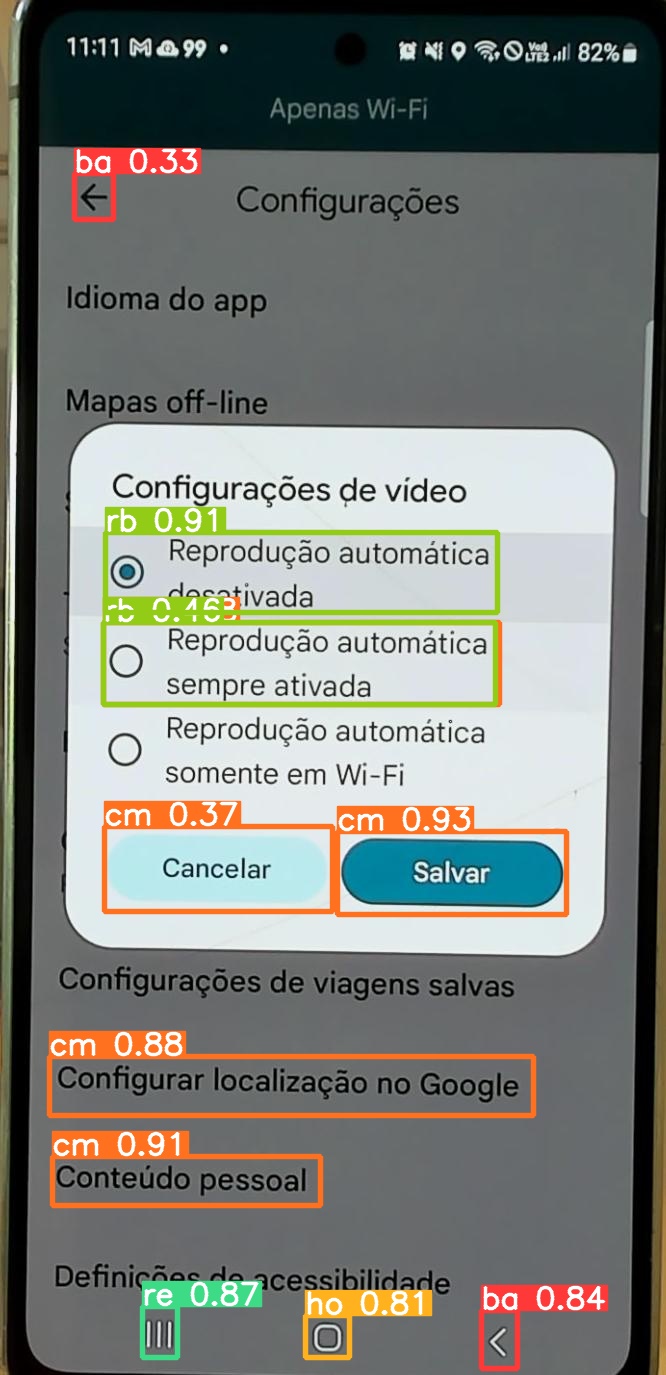 11:11 99
82%
Apenas Wi-Fi
ba 0.33
Configurações
Idioma do app
Mapas off-line
Configurações de vídeo
rb 0.91
Reprodução automática
desativada
rb 0.463
Reprodução automática
sempre ativada
Reprodução automática
somente em Wi-Fi
cm 0.37
cm 0.93
Cancelar
Salvar
Configurações de viagens salvas
cm 0.88
Configurar localização no Google
cm 0.91
Conteúdo pessoal
Definições de acessibilidade
re 0.87
ho 0.81
ba 0.84